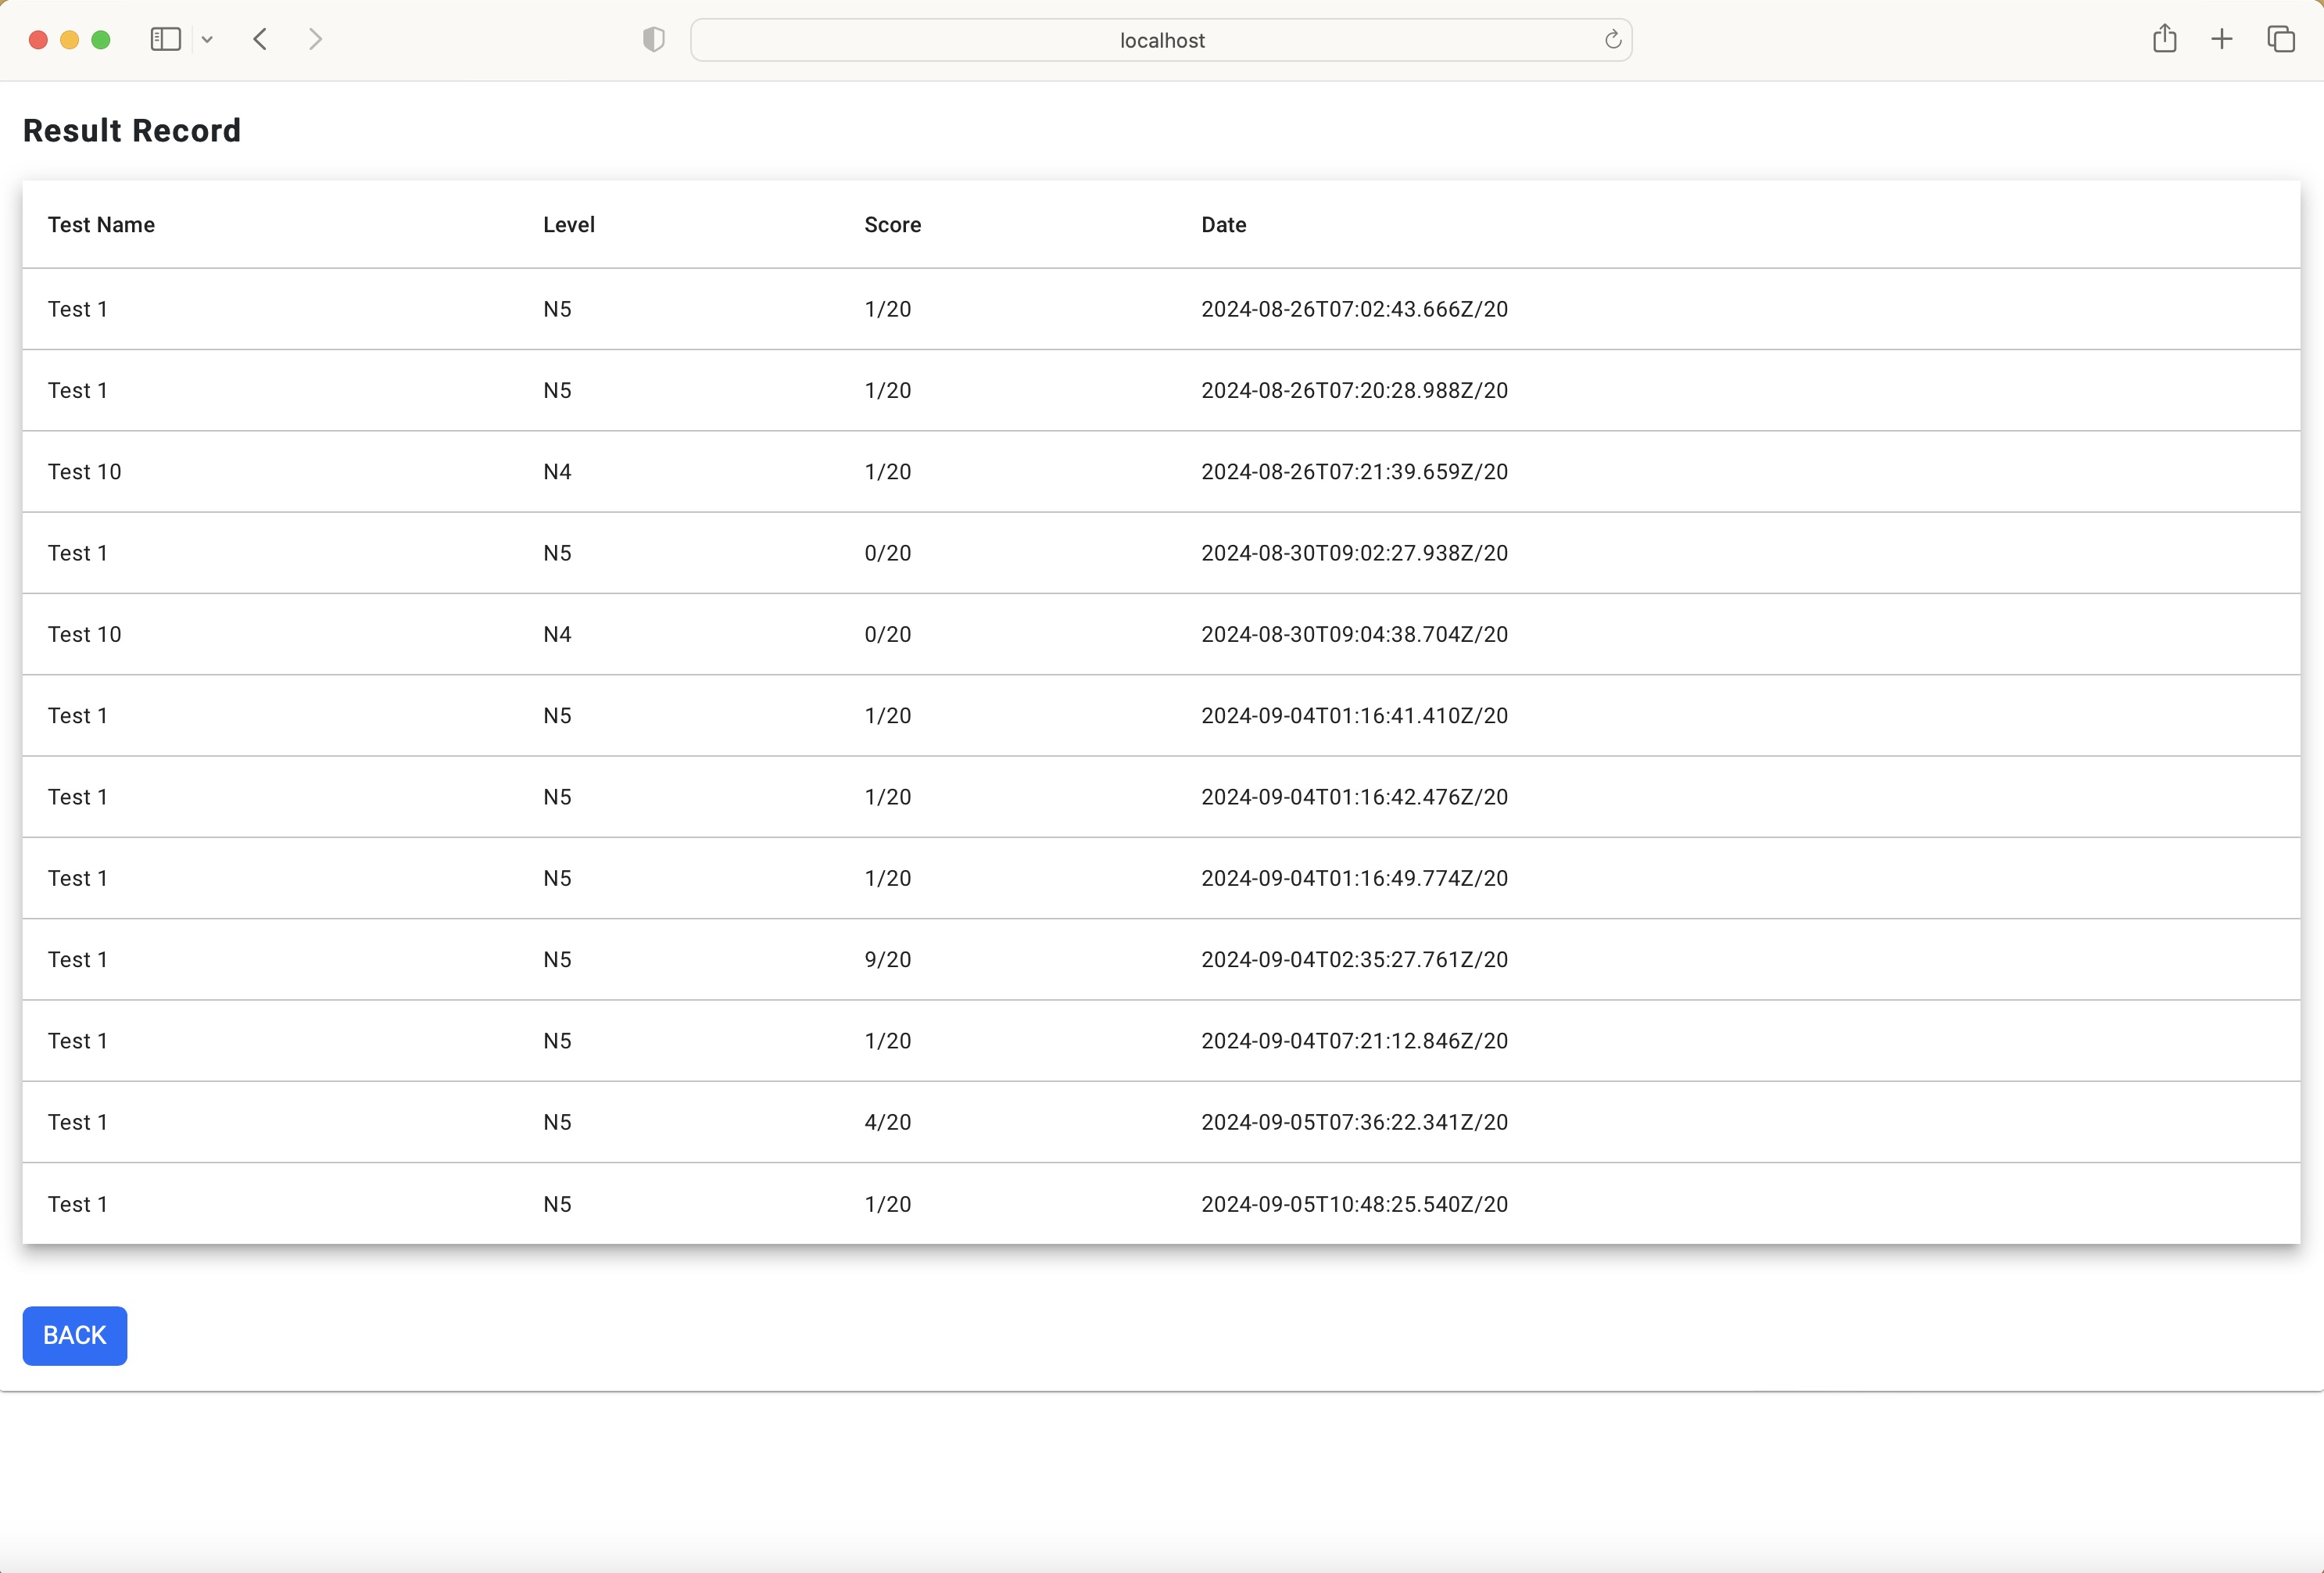 localhost
Result Record
Test Name Level Score Date
Test 1 N5 1/20 2024-08-26T07:02:43.666Z/20
Test 1 N5 1/20 2024-08-26T07:20:28.988Z/20
Test 10 N4 1/20 2024-08-26T07:21:39.659Z/20
Test 1 N5 0/20 2024-08-30T09:02:27.938Z/20
Test 10 N4 0/20 2024-08-30T09:04:38.704Z/20
Test 1 N5 1/20 2024-09-04T01:16:41.410Z/20
Test 1 N5 1/20 2024-09-04T01:16:42.476Z/20
Test 1 N5 1/20 2024-09-04T01:16:49.774Z/20
Test 1 N5 9/20 2024-09-04T02:35:27.761Z/20
Test 1 N5 1/20 2024-09-04T07:21:12.846Z/20
Test 1 N5 4/20 2024-09-05T07:36:22.341Z/20
Test 1 N5 1/20 2024-09-05T10:48:25.540Z/20
BACK